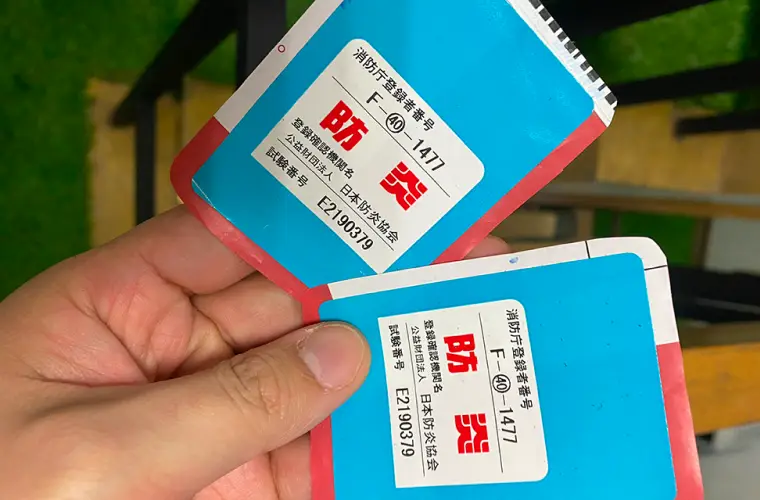 消防庁登録者番号
F-㊵-1477
防炎
登録確認機関名
公益財団法人 日本防炎協会
試験番号 E2190379
消防庁登録者番号
F-㊵-1477
防炎
登録確認機関名
公益財団法人 日本防炎協会
試験番号 E2190379